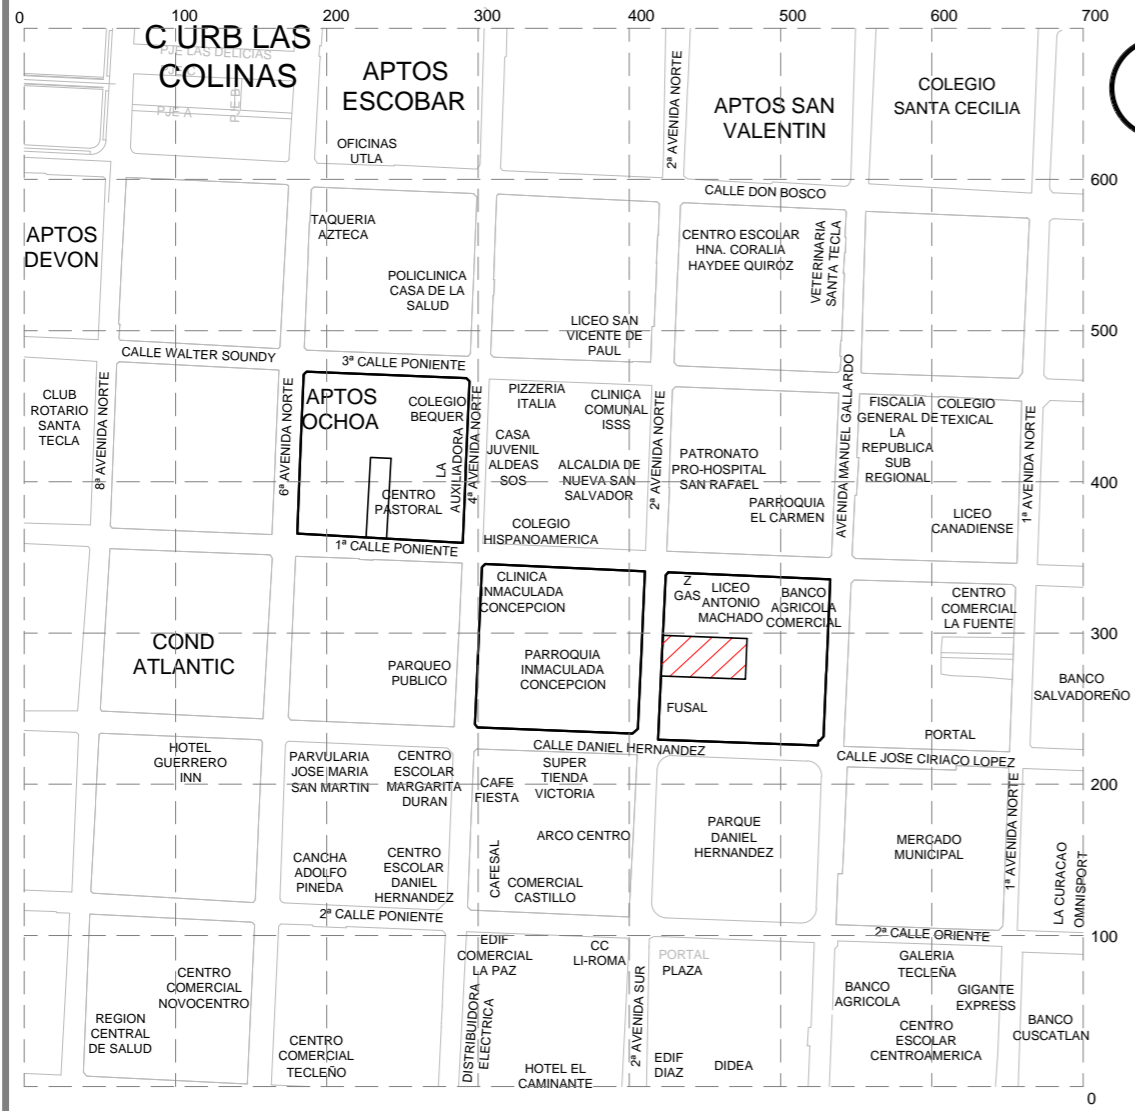 0 100 200 300 400 500 600 700
C URB LAS
COLINAS
PJE LAS DELICIAS
PJE C
PJE B
PJE A
APTOS
ESCOBAR
OFICINAS
UTLA
2ª AVENIDA NORTE
APTOS SAN
VALENTIN
COLEGIO
SANTA CECILIA
600
CALLE DON BOSCO
APTOS
DEVON
TAQUERIA
AZTECA
POLICLINICA
CASA DE LA
SALUD
LICEO SAN
VICENTE DE
PAUL
CENTRO ESCOLAR
HNA. CORALIA
HAYDEE QUIROZ
VETERINARIA
SANTA TECLA
500
CALLE WALTER SOUNDY
3ª CALLE PONIENTE
CLUB
ROTARIO
SANTA
TECLA
8ª AVENIDA NORTE
6ª AVENIDA NORTE
APTOS
OCHOA
COLEGIO
BEQUER
LA
AUXILIADORA
CENTRO
PASTORAL
4ª AVENIDA NORTE
PIZZERIA
ITALIA
CLINICA
COMUNAL
ISSS
CASA
JUVENIL
ALDEAS
SOS
ALCALDIA DE
NUEVA SAN
SALVADOR
COLEGIO
HISPANOAMERICA
2ª AVENIDA NORTE
PATRONATO
PRO-HOSPITAL
SAN RAFAEL
PARROQUIA
EL CARMEN
AVENIDA MANUEL GALLARDO
FISCALIA
GENERAL DE
LA
REPUBLICA
SUB
REGIONAL
COLEGIO
TEXICAL
LICEO
CANADIENSE
1ª AVENIDA NORTE
400
1ª CALLE PONIENTE
CLINICA
INMACULADA
CONCEPCION
PARROQUIA
INMACULADA
CONCEPCION
Z
GAS
LICEO
ANTONIO
MACHADO
BANCO
AGRICOLA
COMERCIAL
FUSAL
CENTRO
COMERCIAL
LA FUENTE
300
COND
ATLANTIC
PARQUEO
PUBLICO
BANCO
SALVADOREÑO
PORTAL
CALLE DANIEL HERNANDEZ
CALLE JOSE CIRIACO LOPEZ
200
HOTEL
GUERRERO
INN
PARVULARIA
JOSE MARIA
SAN MARTIN
CENTRO
ESCOLAR
MARGARITA
DURAN
CAFE
FIESTA
SUPER
TIENDA
VICTORIA
ARCO CENTRO
CAFESAL
COMERCIAL
CASTILLO
CANCHA
ADOLFO
PINEDA
CENTRO
ESCOLAR
DANIEL
HERNANDEZ
PARQUE
DANIEL
HERNANDEZ
MERCADO
MUNICIPAL
1ª AVENIDA NORTE
LA CURACAO
OMNISPORT
2ª CALLE PONIENTE
2ª CALLE ORIENTE
100
CENTRO
COMERCIAL
NOVOCENTRO
REGION
CENTRAL
DE SALUD
CENTRO
COMERCIAL
TECLEÑO
EDIF
COMERCIAL
LA PAZ
DISTRIBUIDORA
ELECTRICA
CC
LI-ROMA
HOTEL EL
CAMINANTE
2ª AVENIDA SUR
PORTAL
PLAZA
EDIF
DIAZ
DIDEA
GALERIA
TECLEÑA
BANCO
AGRICOLA
GIGANTE
EXPRESS
CENTRO
ESCOLAR
CENTROAMERICA
BANCO
CUSCATLAN
0